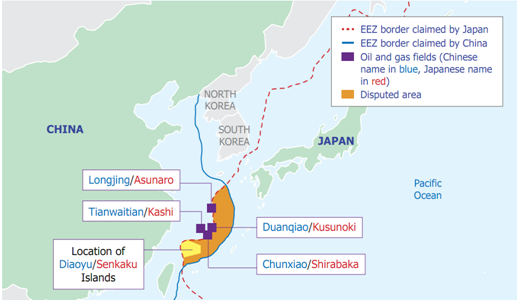 EEZ border claimed by Japan
EEZ border claimed by China
Oil and gas fields (Chinese
name in blue, Japanese name
in red)
Disputed area
NORTH
KOREA
CHINA
SOUTH
KOREA
JAPAN
Longjing/Asunaro
Pacific
Ocean
Tianwaitian/Kashi
Duanqiao/Kusunoki
Location of
Diaoyu/Senkaku
Islands
Chunxiao/Shirabaka